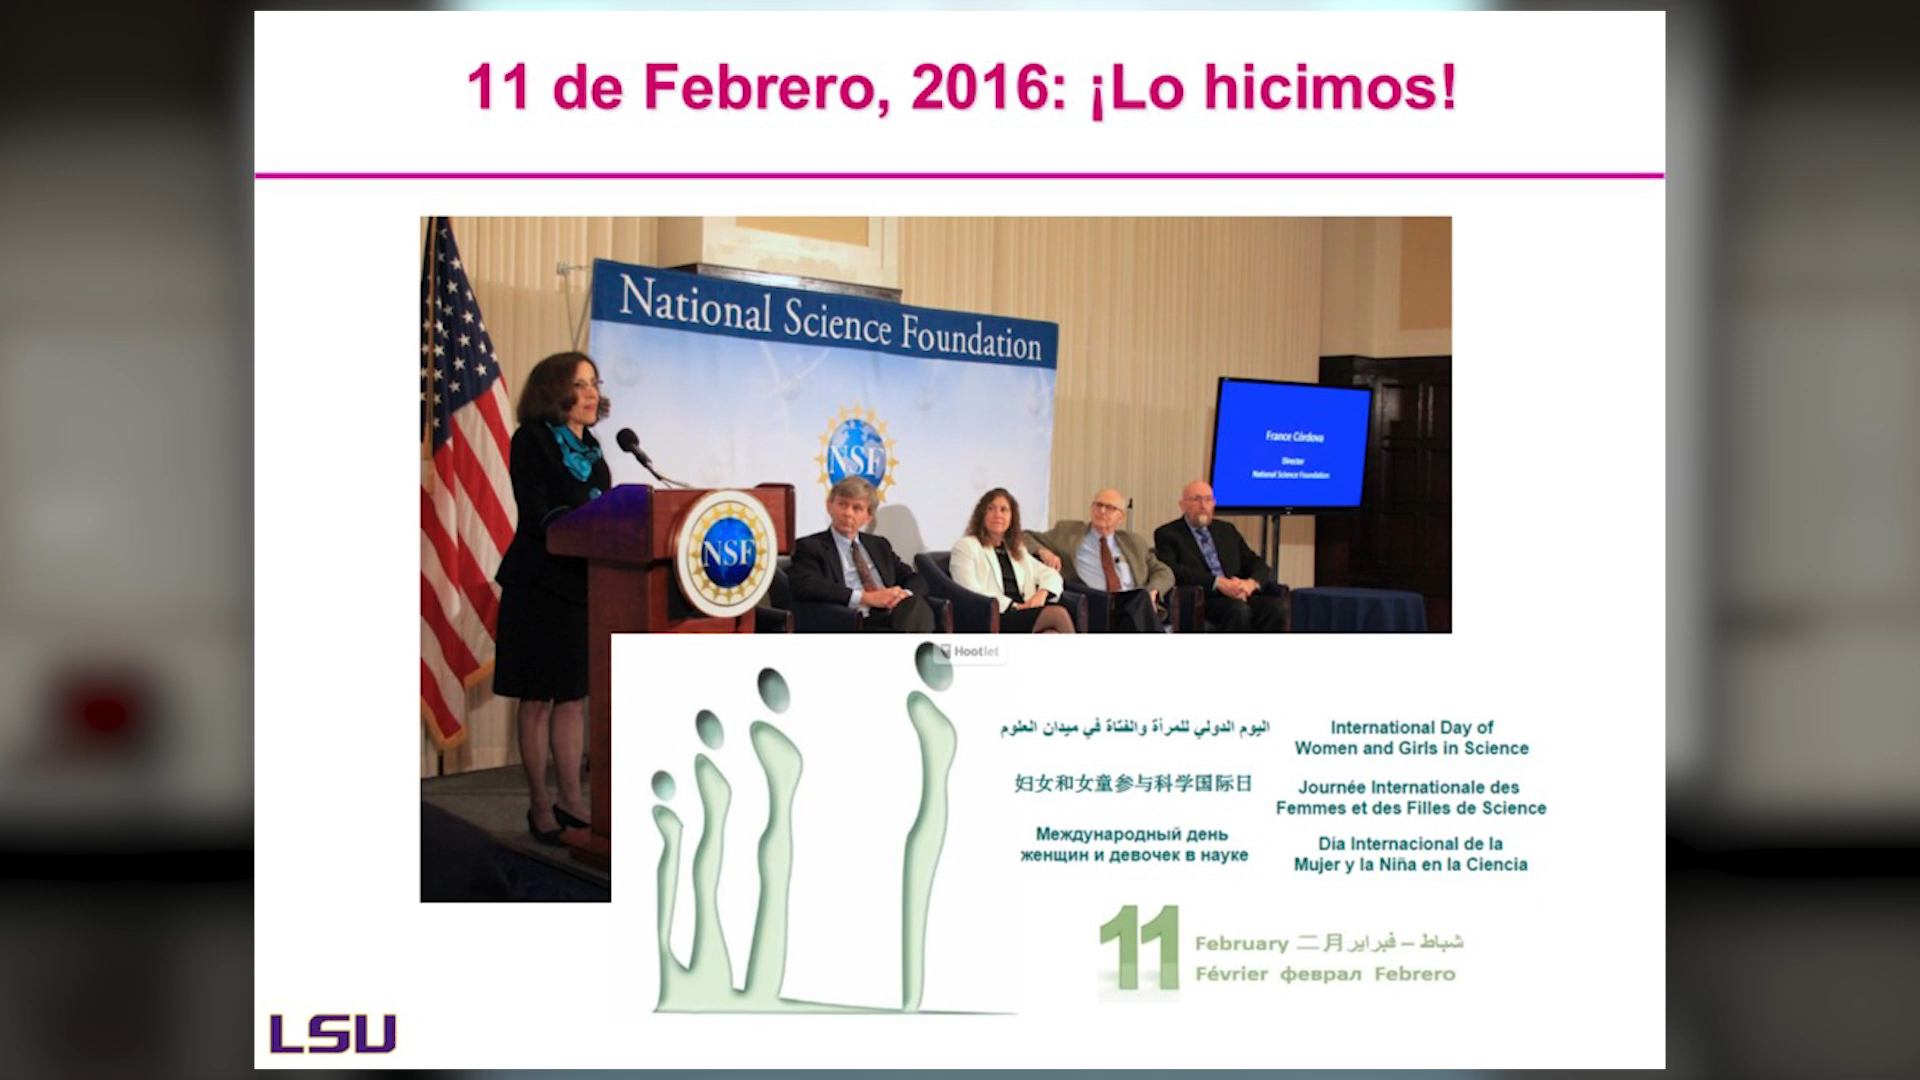 11 de Febrero, 2016: ¡Lo hicimos!
National Science Foundation
NSF
NSF
France Córdova
Director
National Science Foundation
Hootlet
اليوم الدولي للمرأة والفتاة في ميدان العلوم
妇女和女童参与科学国际日
Международный день
женщин и девочек в науке
International Day of
Women and Girls in Science
Journée Internationale des
Femmes et des Filles de Science
Dia Internacional de la
Mujer y la Niña en la Ciencia
11
February 二月 شباط – فبراير
Février феврал Febrero
LSU